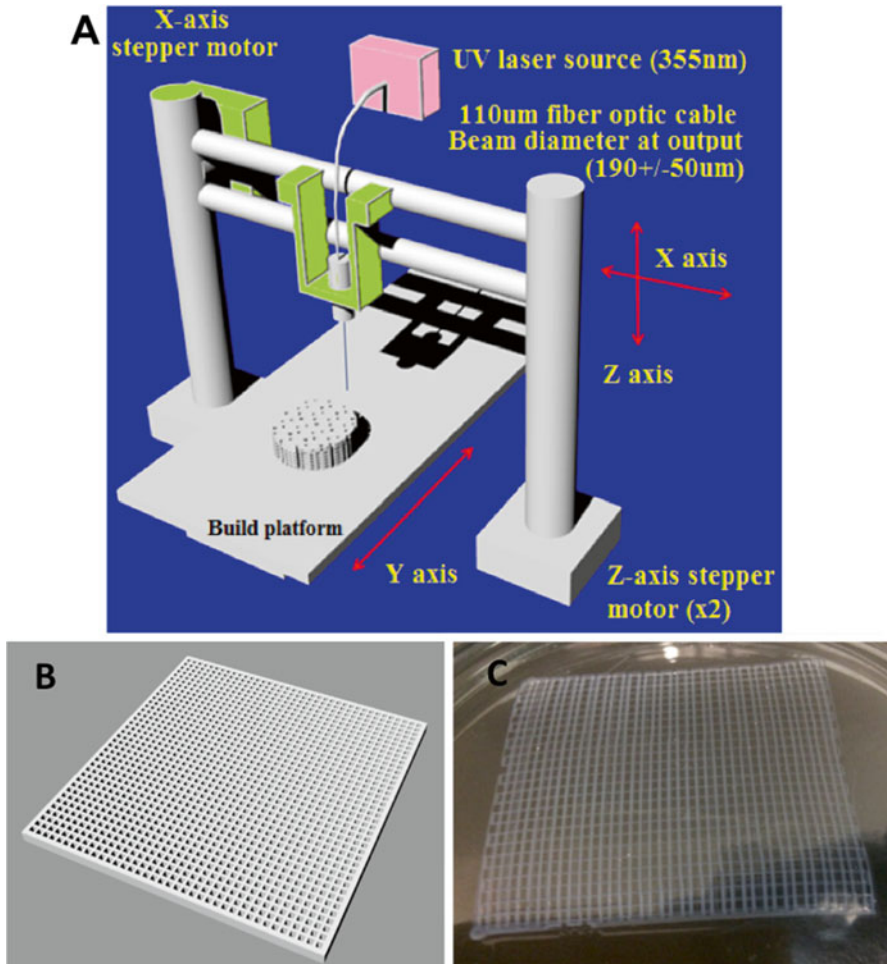 A
X-axis
stepper motor
UV laser source (355nm)
110um fiber optic cable
Beam diameter at output
(190+/-50um)
X axis
Z axis
Build platform
Y axis
Z-axis stepper
motor (x2)
B
C